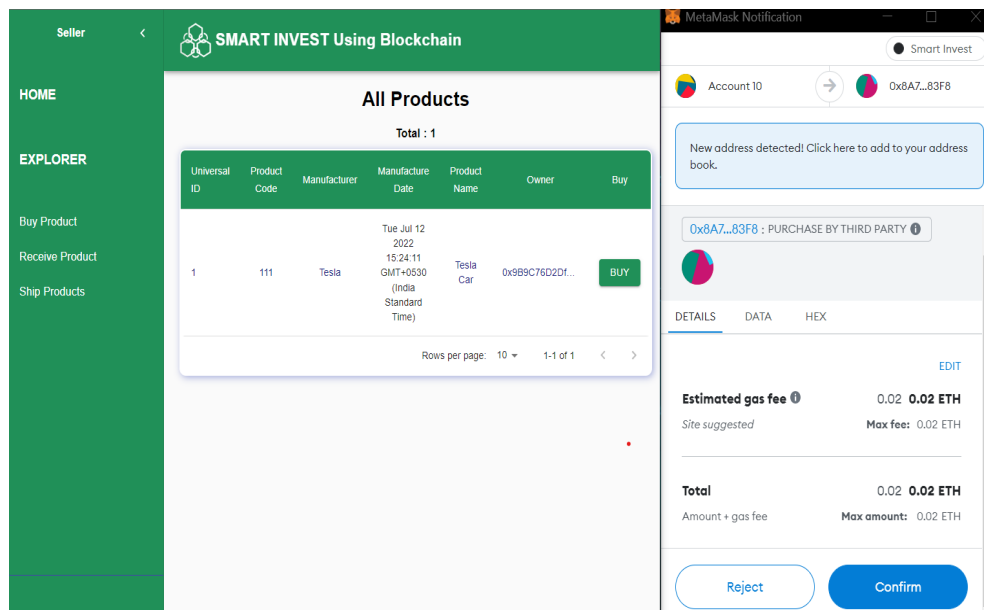 Seller
HOME
EXPLORER
Buy Product
Receive Product
Ship Products
SMART INVEST Using Blockchain
All Products
Total : 1
Universal ID Product Code Manufacturer Manufacture Date Product Name Owner Buy
1 111 Tesla Tue Jul 12 2022 15:24:11 GMT+0530 (India Standard Time) Tesla Car 0x9B9C76D2Df... BUY
Rows per page: 10 1-1 of 1
MetaMask Notification
Smart Invest
Account 10 0x8A7...83F8
New address detected! Click here to add to your address
book.
0x8A7...83F8 : PURCHASE BY THIRD PARTY
DETAILS DATA HEX
EDIT
Estimated gas fee 0.02 0.02 ETH
Site suggested Max fee: 0.02 ETH
Total 0.02 0.02 ETH
Amount + gas fee Max amount: 0.02 ETH
Reject Confirm